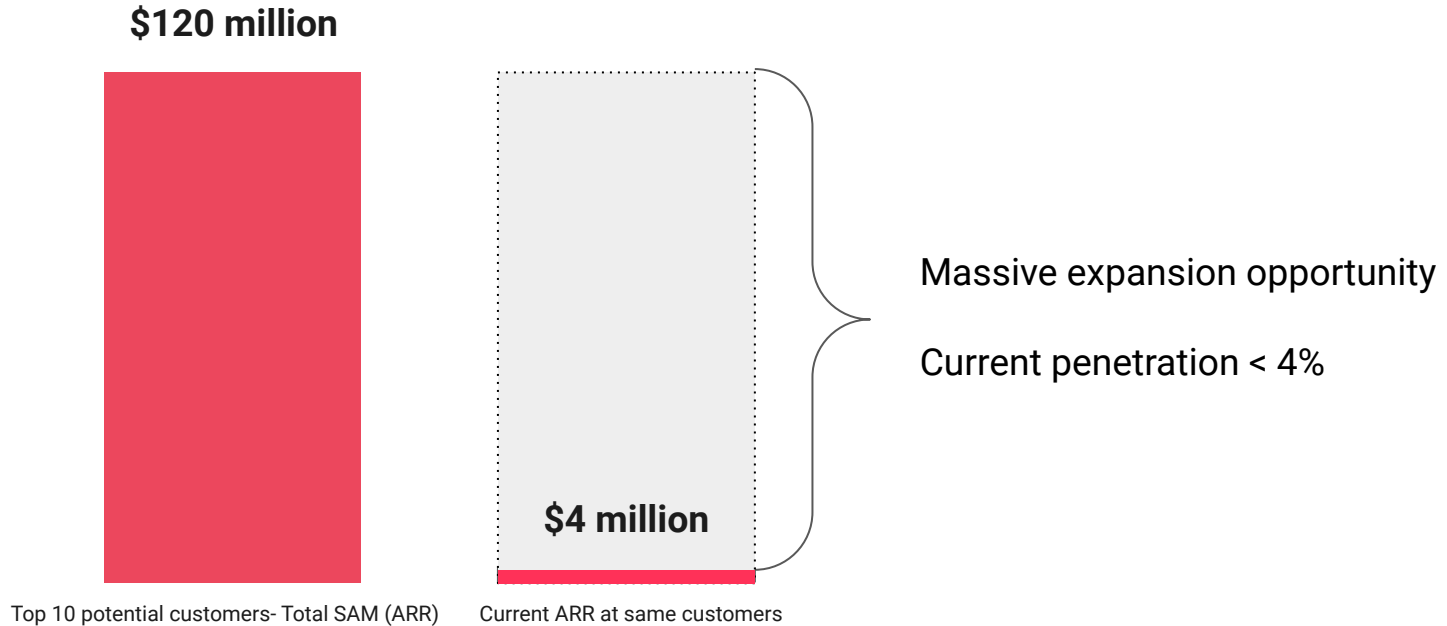 $120 million
$4 million
Massive expansion opportunity
Current penetration < 4%
Top 10 potential customers- Total SAM (ARR)
Current ARR at same customers